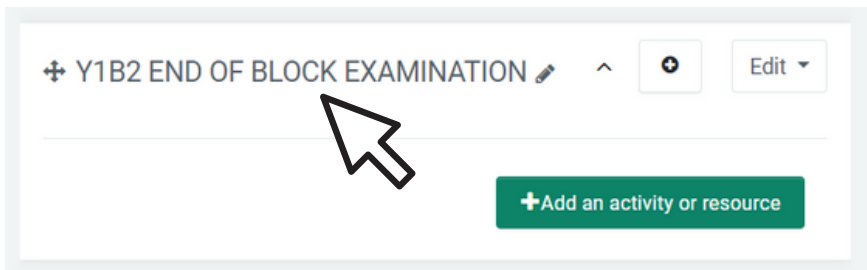 Y1B2 END OF BLOCK EXAMINATION
Edit
Add an activity or resource